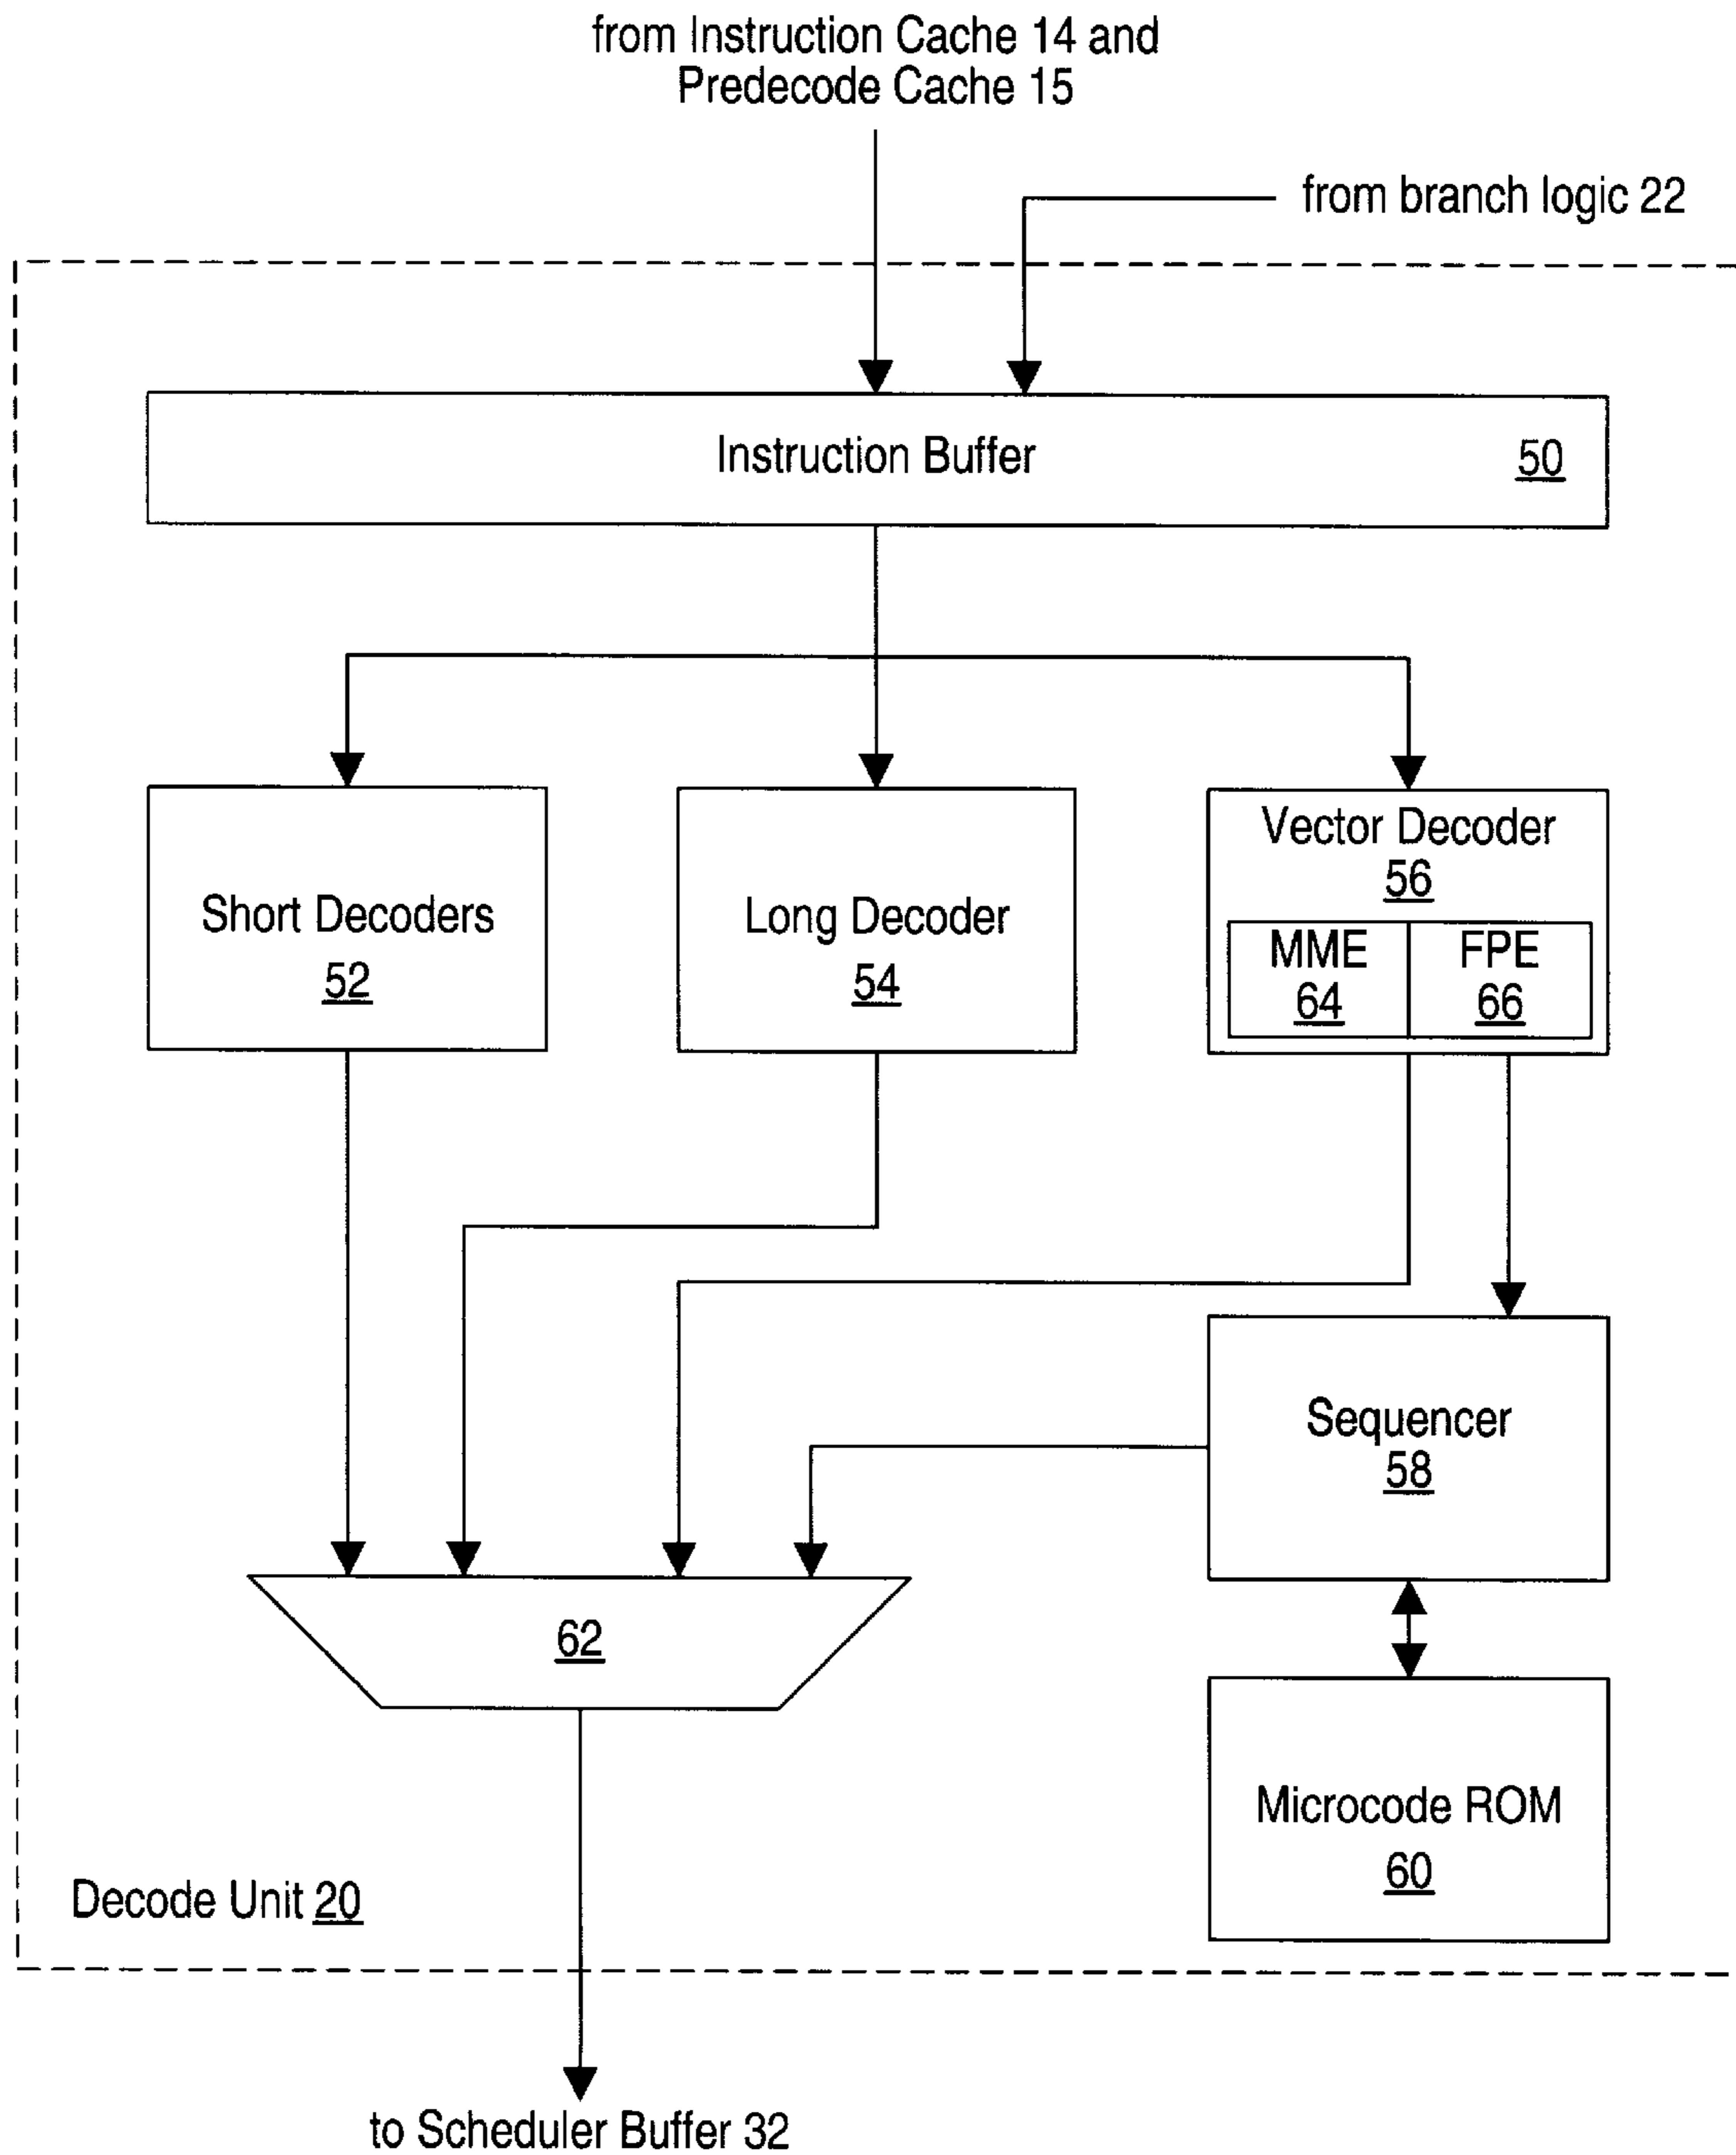 from Instruction Cache 14 and
Predecode Cache 15
from branch logic 22
Instruction Buffer 50
Short Decoders
52
Long Decoder
54
Vector Decoder
56
MME
64
FPE
66
Sequencer
58
62
Microcode ROM
60
Decode Unit 20
to Scheduler Buffer 32